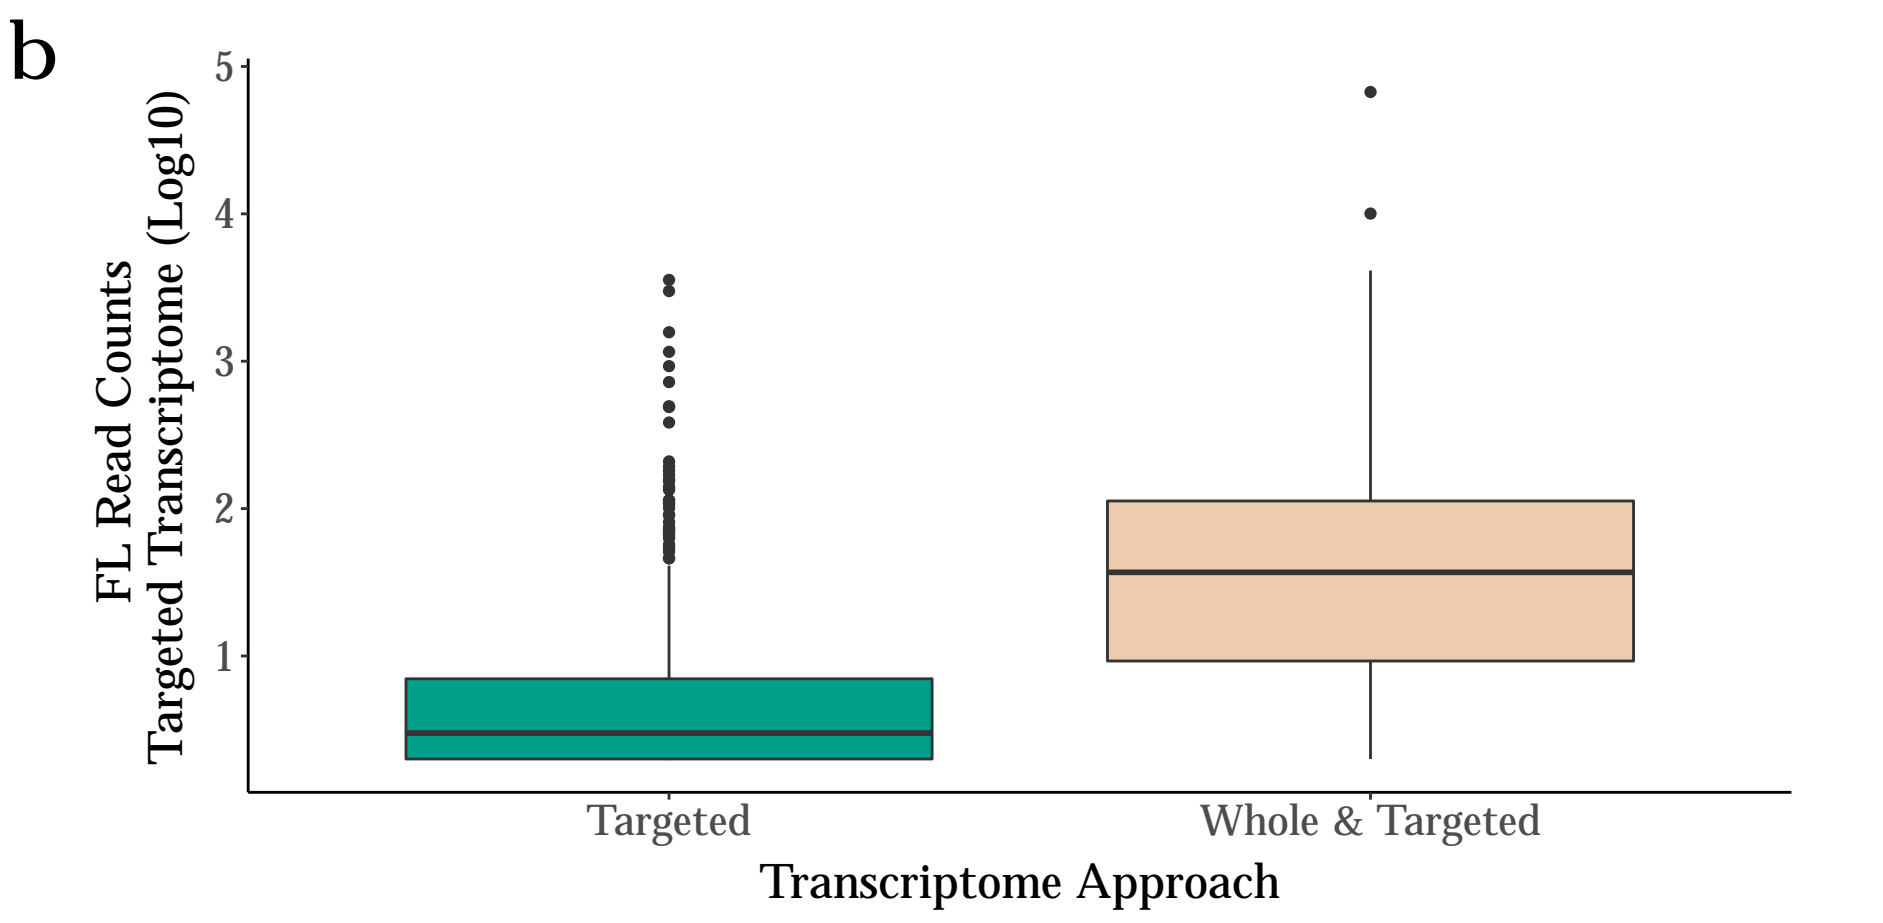 b
FL Read Counts
Targeted Transcriptome (Log10)
5
4
3
2
1
Targeted
Whole & Targeted
Transcriptome Approach